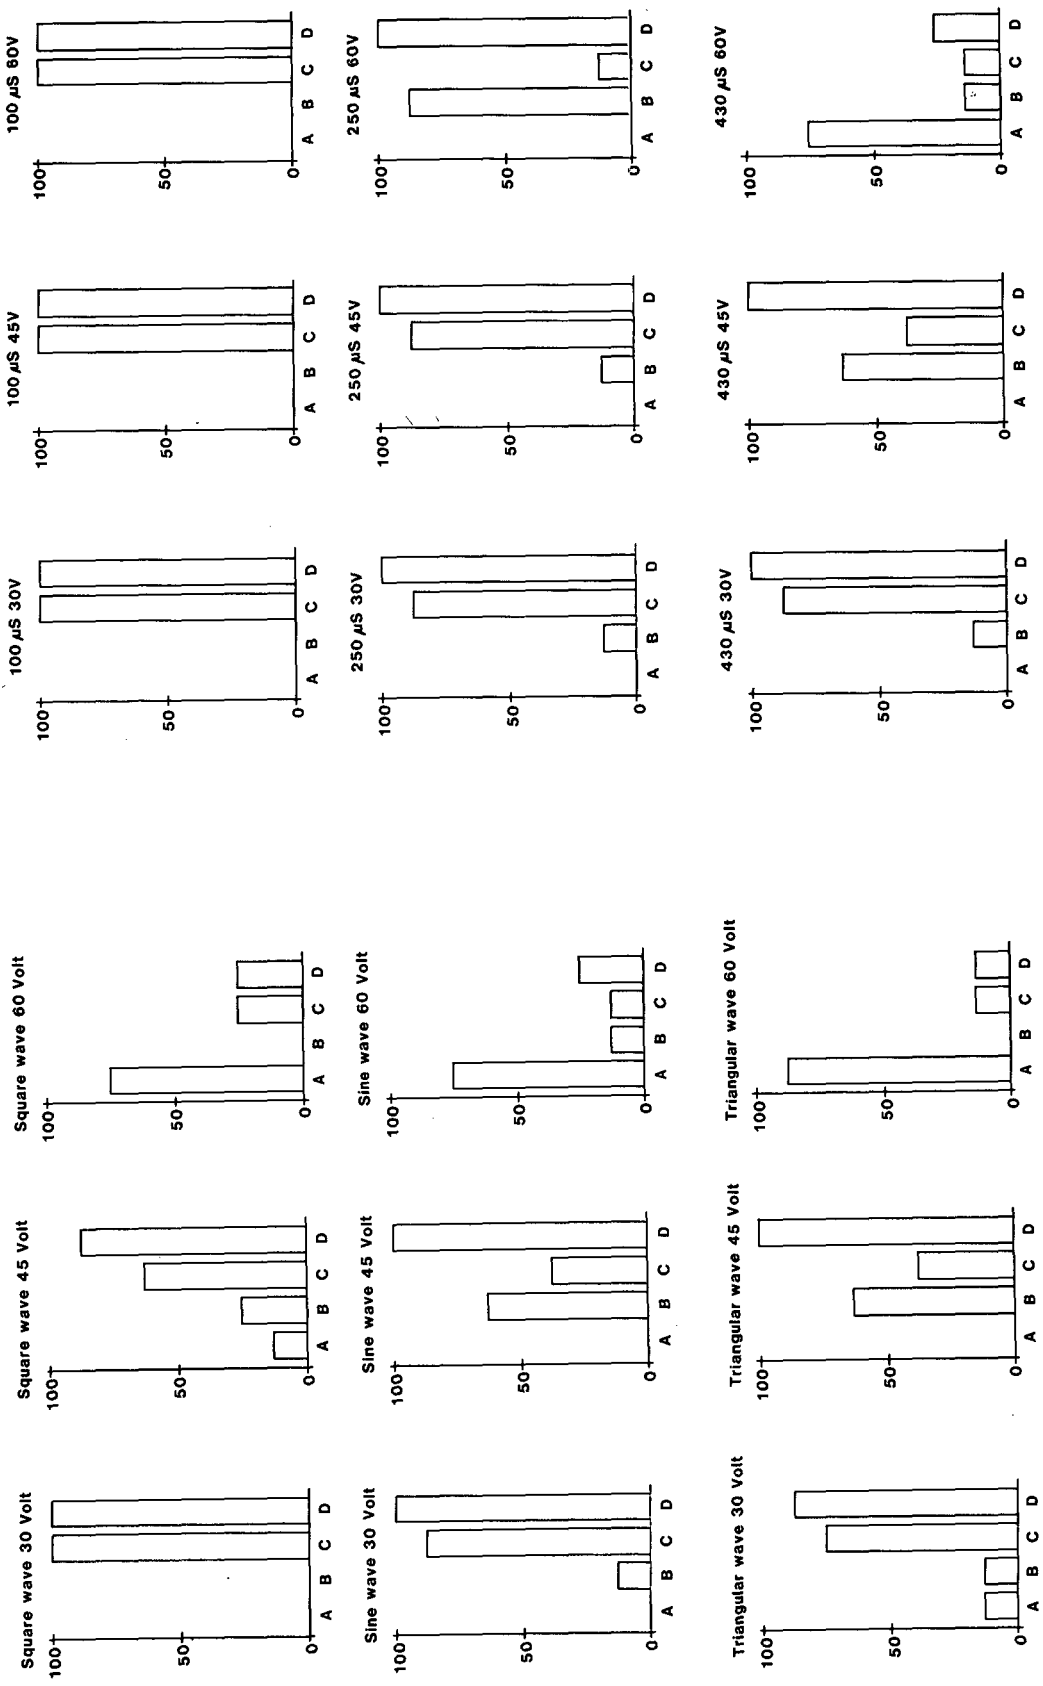 Square wave 30 Volt
100
50
0
A B C D
Square wave 45 Volt
100
50
0
A B C D
Square wave 60 Volt
100
50
0
A B C D
100 µS 30V
100
50
0
A B C D
100 µS 45V
100
50
0
A B C D
100 µS 60V
100
50
0
A B C D
Sine wave 30 Volt
100
50
0
A B C D
Sine wave 45 Volt
100
50
0
A B C D
Sine wave 60 Volt
100
50
0
A B C D
250 µS 30V
100
50
0
A B C D
250 µS 45V
100
50
0
A B C D
250 µS 60V
100
50
0
A B C D
Triangular wave 30 Volt
100
50
0
A B C D
Triangular wave 45 Volt
100
50
0
A B C D
Triangular wave 60 Volt
100
50
0
A B C D
430 µS 30V
100
50
0
A B C D
430 µS 45V
100
50
0
A B C D
430 µS 60V
100
50
0
A B C D